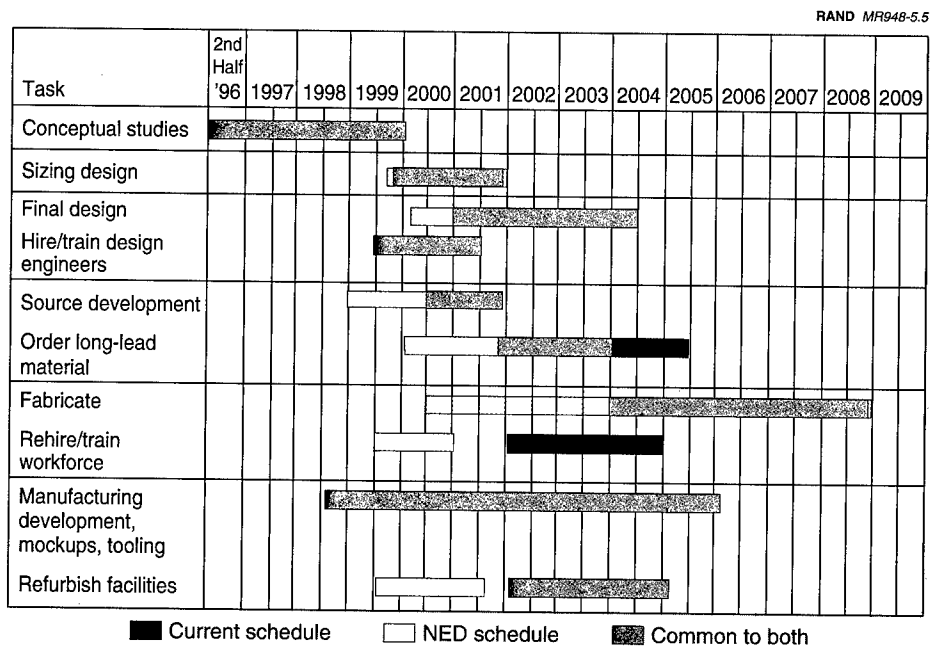 RAND MR948-5.5
2nd
Half
Task '96 1997 1998 1999 2000 2001 2002 2003 2004 2005 2006 2007 2008 2009
Conceptual studies
Sizing design
Final design
Hire/train design
engineers
Source development
Order long-lead
material
Fabricate
Rehire/train
workforce
Manufacturing
development,
mockups, tooling
Refurbish facilities
Current schedule NED schedule Common to both